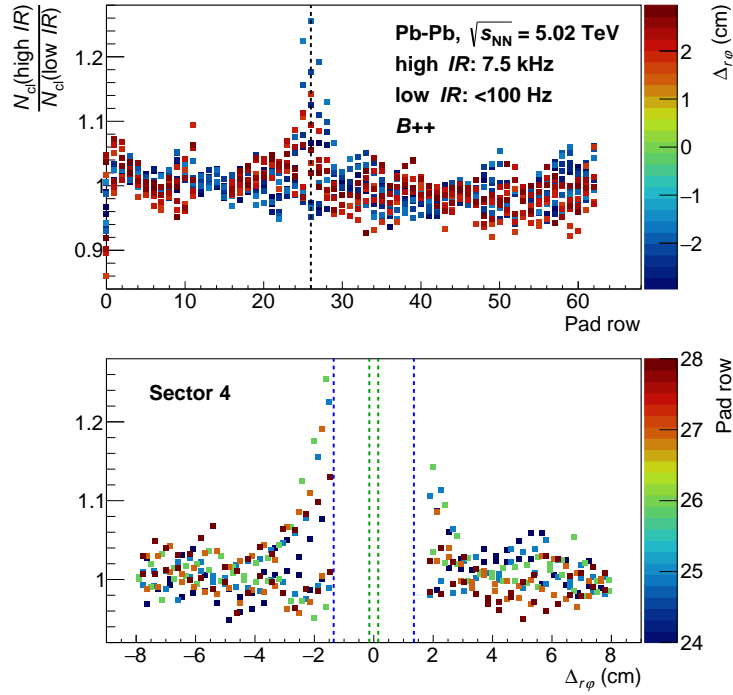 N_cl(high IR)
N_cl(low IR)
1.2
1.1
1
0.9
Pb-Pb, √s_NN = 5.02 TeV
high IR: 7.5 kHz
low IR: <100 Hz
B++
0 10 20 30 40 50 60
Pad row
2
1
0
−1
−2
Δ_rφ (cm)
Sector 4
1.2
1.1
1
−8 −6 −4 −2 0 2 4 6 8
Δ_rφ (cm)
28
27
26
25
24
Pad row